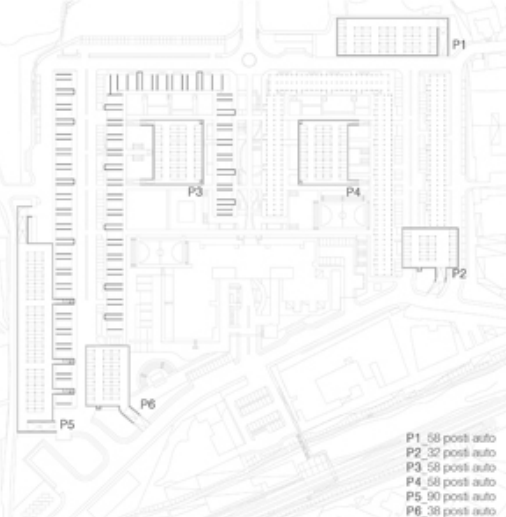 P1
P3
P4
P2
P6
P5
P1_58 posti auto
P2_32 posti auto
P3_58 posti auto
P4_58 posti auto
P5_90 posti auto
P6_38 posti auto